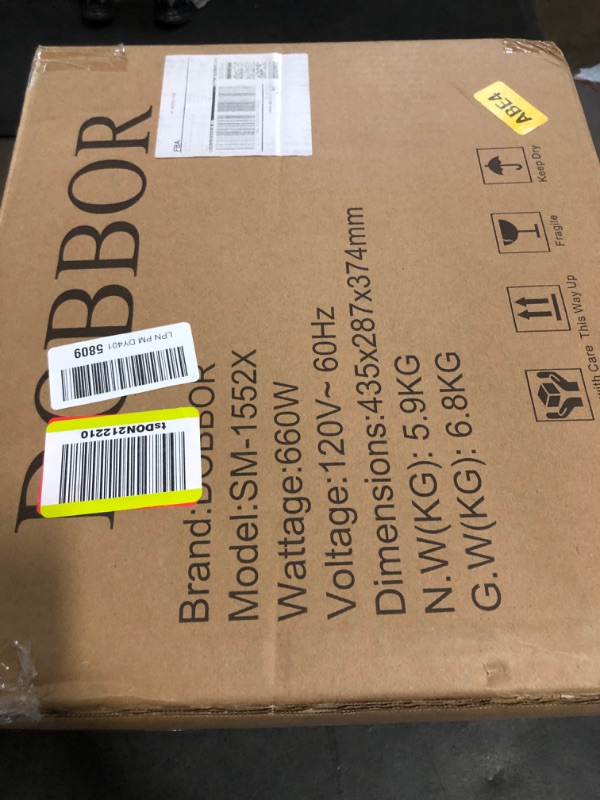 DOBBOR
Brand:DOBBOR
Model:SM-1552X
Wattage:660W
Voltage:120V~ 60Hz
Dimensions:435x287x374mm
N.W(KG): 5.9KG
G.W(KG): 6.8KG
LPN PM DY401 5809
tsDON212210
FBA
ABE4
Keep Dry
Fragile
This Way Up
with Care